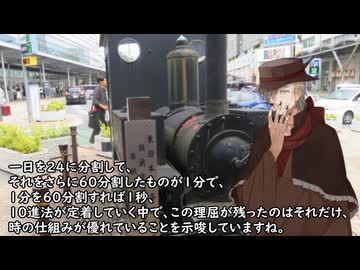 一日を24に分割して、
それをさらに60分割したものが1分で、
1分を60分割すれば1秒、
10進法が定着していく中で、この理屈が残ったのはそれだけ、
時の仕組みが優れていることを示唆していますね。